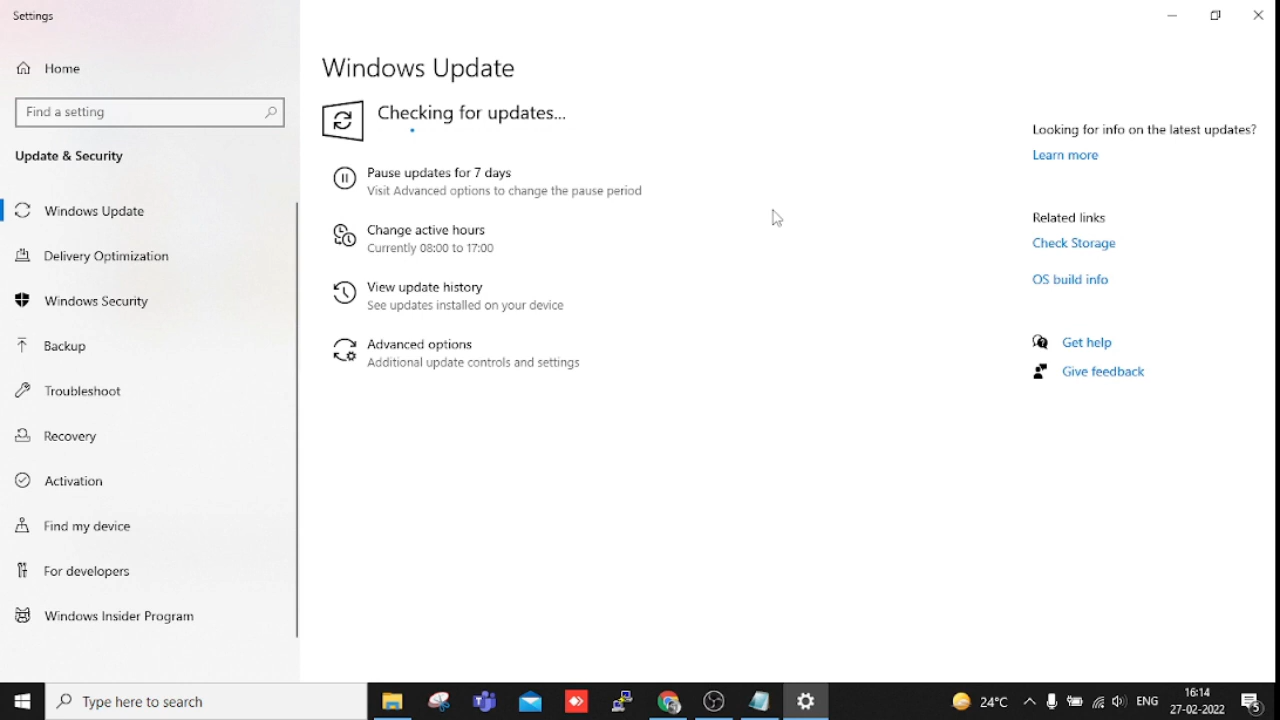 Settings
Home
Find a setting
Update & Security
Windows Update
Delivery Optimization
Windows Security
Backup
Troubleshoot
Recovery
Activation
Find my device
For developers
Windows Insider Program
Windows Update
Checking for updates...
Pause updates for 7 days
Visit Advanced options to change the pause period
Change active hours
Currently 08:00 to 17:00
View update history
See updates installed on your device
Advanced options
Additional update controls and settings
Looking for info on the latest updates?
Learn more
Related links
Check Storage
OS build info
Get help
Give feedback
Type here to search
24°C
ENG
16:14
27-02-2022
5